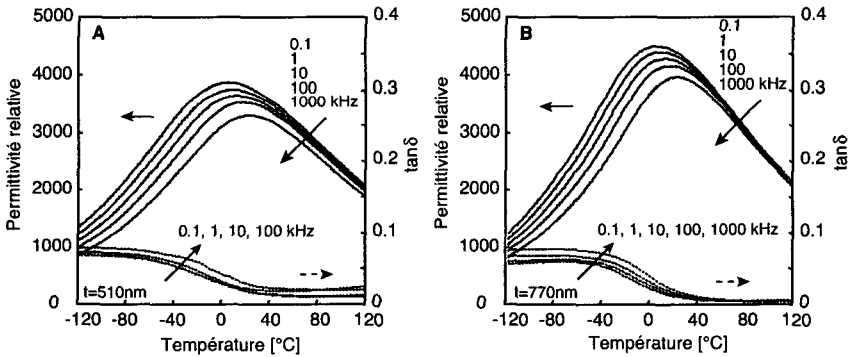 A
5000
4000
3000
2000
1000
0
Permittivité relative
0.4
0.3
0.2
0.1
0
tanδ
0.1
1
10
100
1000 kHz
0.1, 1, 10, 100 kHz
t=510nm
-120 -80 -40 0 40 80 120
Température [°C]
B
5000
4000
3000
2000
1000
0
Permittivité relative
0.4
0.3
0.2
0.1
0
tanδ
0.1
1
10
100
1000 kHz
0.1, 1, 10, 100, 1000 kHz
t=770nm
-120 -80 -40 0 40 80 120
Température [°C]